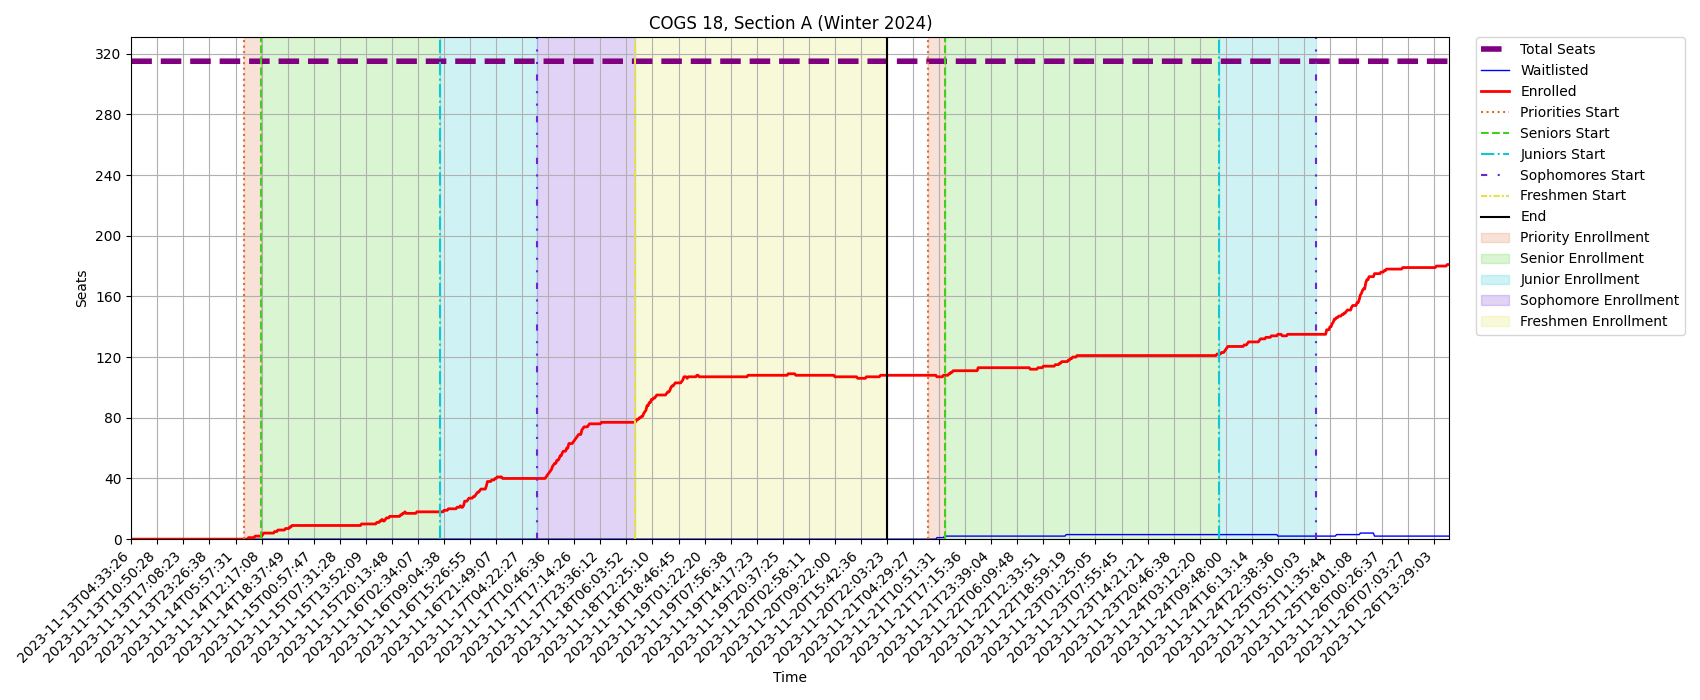 COGS 18, Section A (Winter 2024)
Seats
320
280
240
200
160
120
80
40
0
2023-11-13T04:33:26
2023-11-13T10:50:28
2023-11-13T17:08:23
2023-11-13T23:26:38
2023-11-14T05:57:31
2023-11-14T12:17:09
2023-11-14T18:37:49
2023-11-15T00:57:47
2023-11-15T07:31:28
2023-11-15T13:52:09
2023-11-15T20:13:48
2023-11-16T02:34:07
2023-11-16T09:04:38
2023-11-16T15:26:55
2023-11-16T21:49:07
2023-11-17T04:22:27
2023-11-17T10:46:36
2023-11-17T17:14:26
2023-11-17T23:36:12
2023-11-18T06:03:52
2023-11-18T12:25:10
2023-11-18T18:46:45
2023-11-19T01:22:20
2023-11-19T07:56:38
2023-11-19T14:17:23
2023-11-19T20:37:25
2023-11-20T02:58:11
2023-11-20T09:22:00
2023-11-20T15:42:36
2023-11-20T22:03:23
2023-11-21T04:29:27
2023-11-21T10:51:31
2023-11-21T17:15:36
2023-11-21T23:39:04
2023-11-22T06:09:48
2023-11-22T12:33:51
2023-11-22T18:59:19
2023-11-23T01:25:05
2023-11-23T07:55:45
2023-11-23T14:21:21
2023-11-23T20:46:38
2023-11-24T03:12:20
2023-11-24T09:48:00
2023-11-24T16:13:14
2023-11-24T22:38:36
2023-11-25T05:10:03
2023-11-25T11:35:44
2023-11-25T18:01:08
2023-11-26T00:26:37
2023-11-26T07:03:27
2023-11-26T13:29:03
Time
Total Seats
Waitlisted
Enrolled
Priorities Start
Seniors Start
Juniors Start
Sophomores Start
Freshmen Start
End
Priority Enrollment
Senior Enrollment
Junior Enrollment
Sophomore Enrollment
Freshmen Enrollment